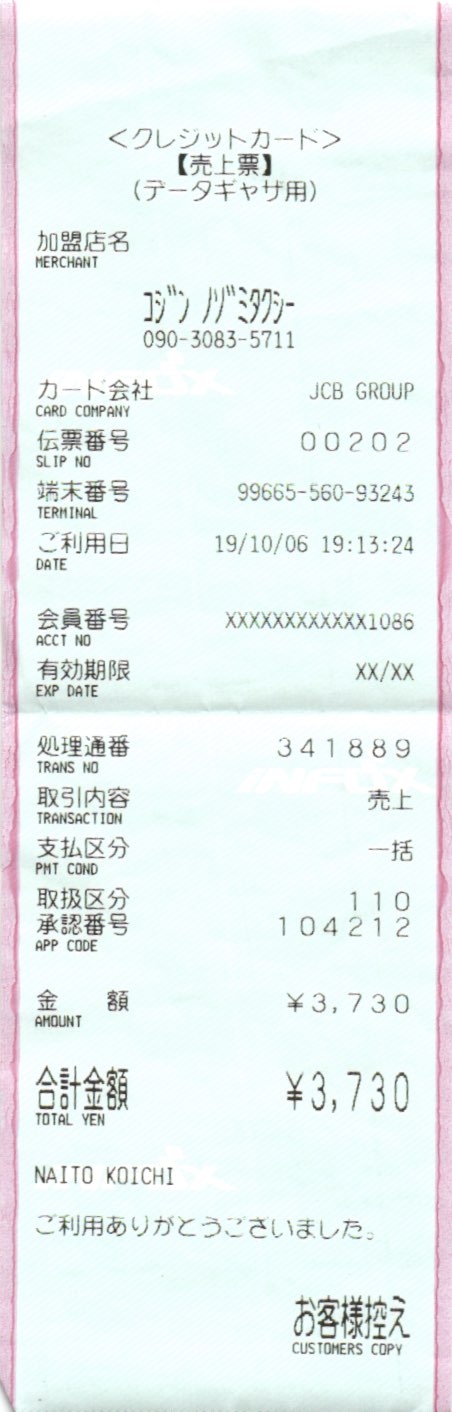 <クレジットカード>
【売上票】
(データギャザ用)
加盟店名
MERCHANT
コジン ノゾミタクシー
090-3083-5711
カード会社 JCB GROUP
CARD COMPANY
伝票番号 00202
SLIP NO
端末番号 99665-560-93243
TERMINAL
ご利用日 19/10/06 19:13:24
DATE
会員番号 XXXXXXXXXXXX1086
ACCT NO
有効期限 XX/XX
EXP DATE
処理通番 341889
TRANS NO
INFOX
取引内容 売上
TRANSACTION
支払区分 一括
PMT COND
取扱区分 110
承認番号 104212
APP CODE
金 額 ¥3,730
AMOUNT
合計金額 ¥3,730
TOTAL YEN
NAITO KOICHI
ご利用ありがとうございました。
お客様控え
CUSTOMERS COPY